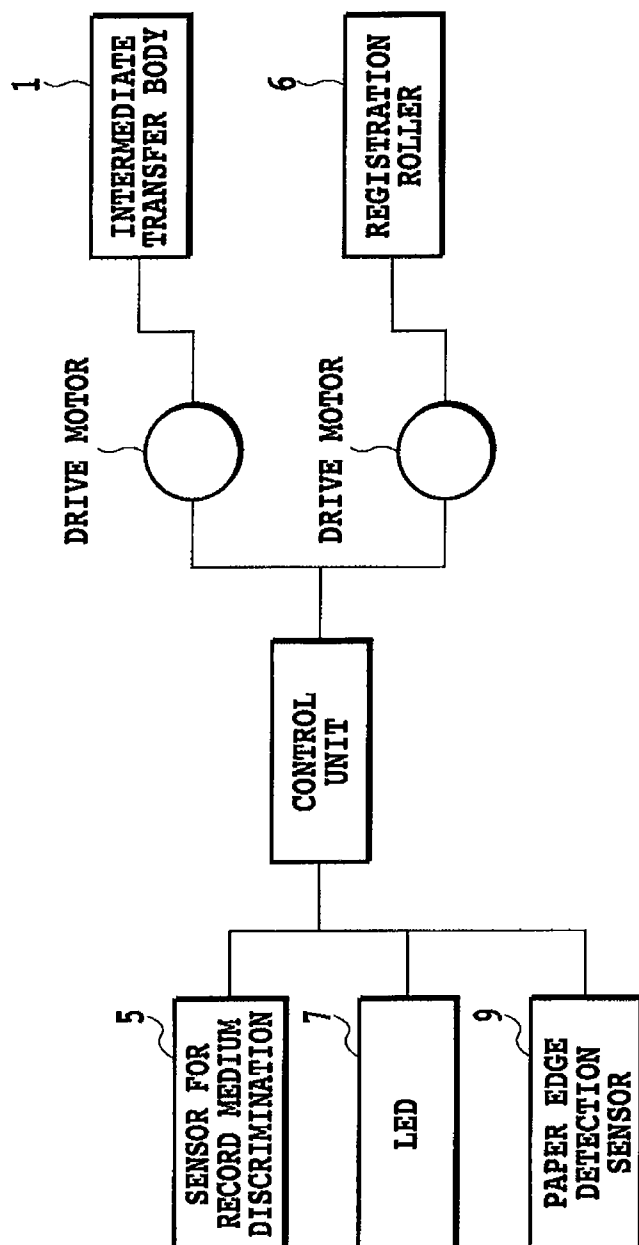 5
SENSOR FOR
RECORD MEDIUM
DISCRIMINATION
7
LED
9
PAPER EDGE
DETECTION
SENSOR
CONTROL
UNIT
DRIVE MOTOR
DRIVE MOTOR
1
INTERMEDIATE
TRANSFER BODY
6
REGISTRATION
ROLLER